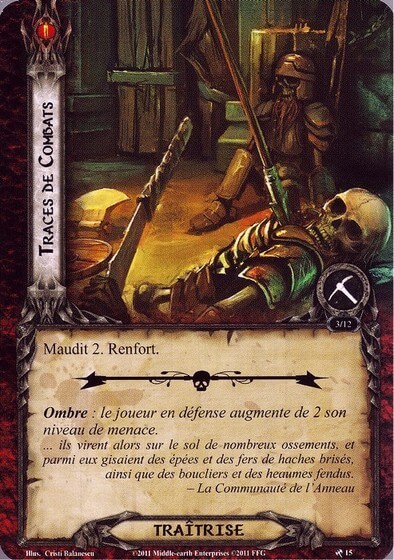 TRACES DE COMBATS
3/12
Maudit 2. Renfort.
Ombre : le joueur en défense augmente de 2 son
niveau de menace.
... ils virent alors sur le sol de nombreux ossements, et
parmi eux gisaient des épées et des fers de haches brisés,
ainsi que des boucliers et des heaumes fendus.
– La Communauté de l'Anneau
TRAÎTRISE
Illus. Cristi Balanescu
©2011 Middle-earth Enterprises ©2011 FFG
15